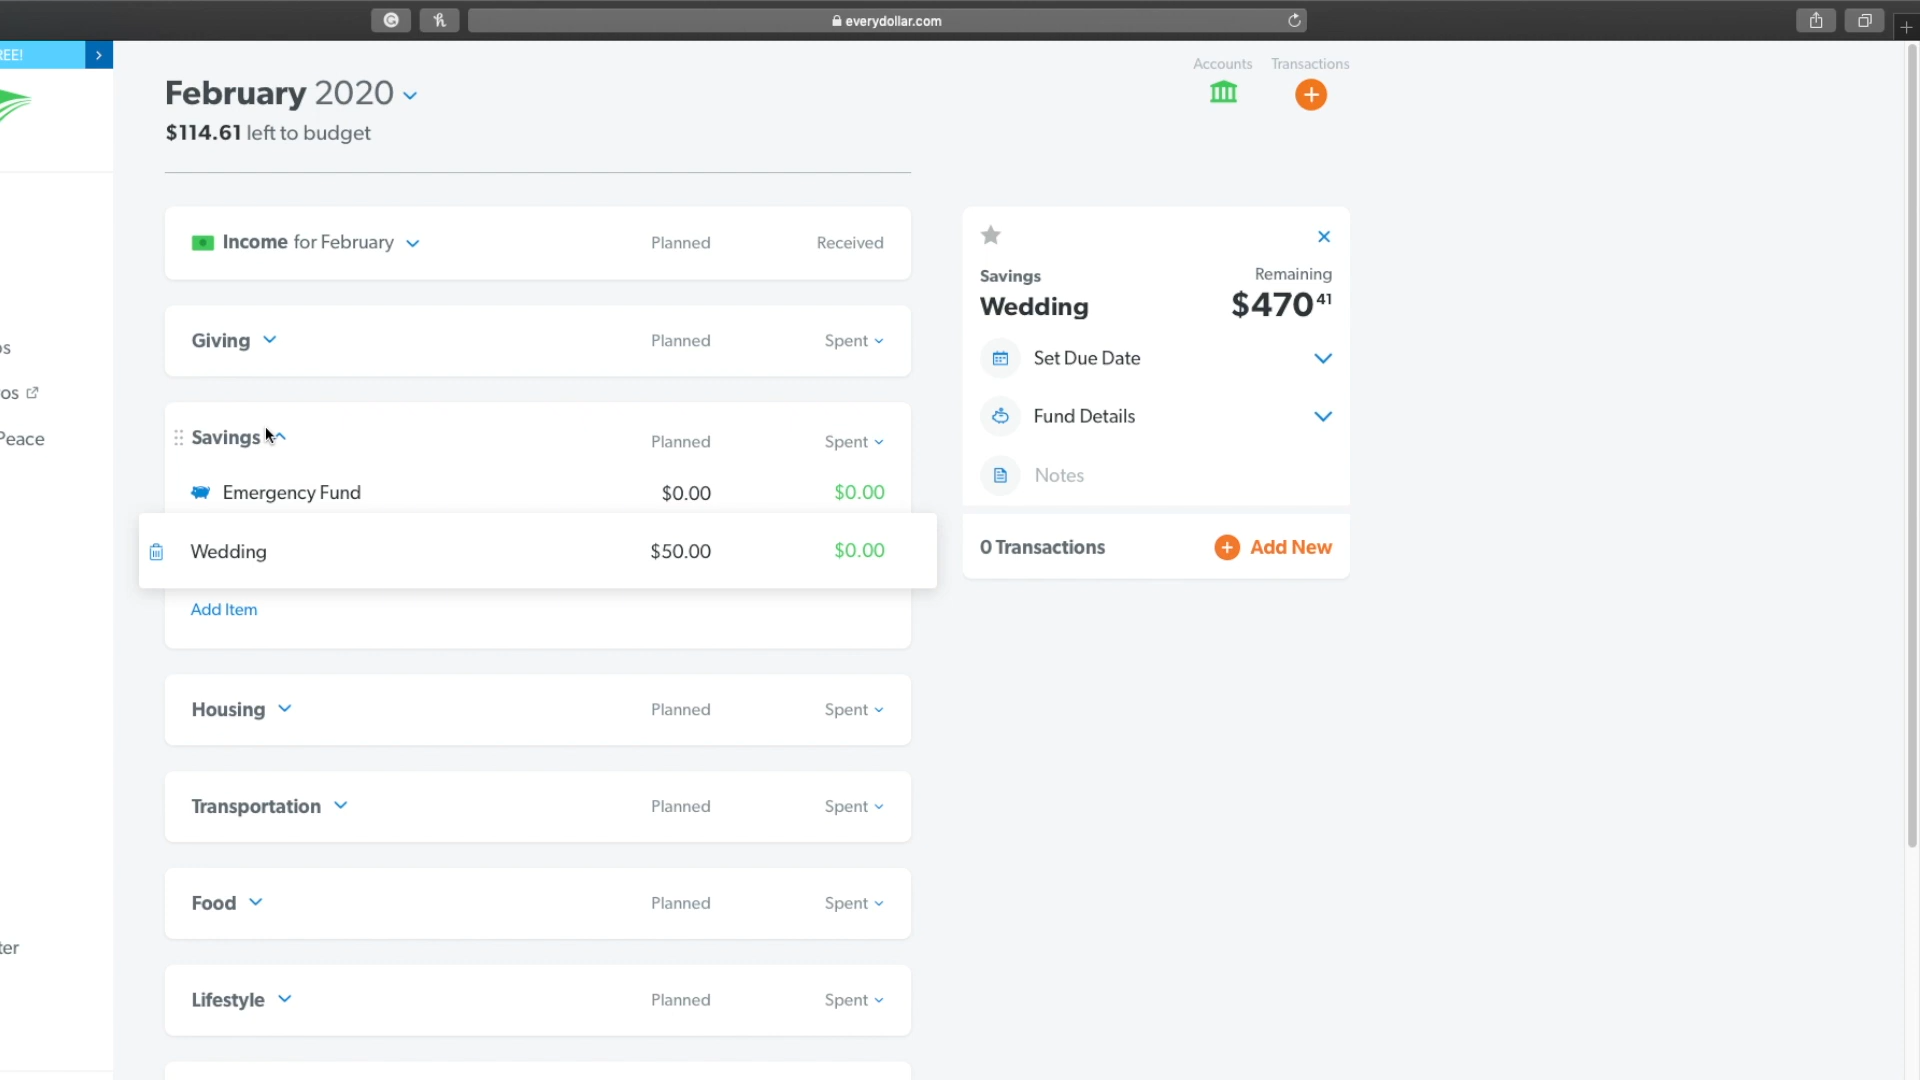 everydollar.com
REE!
February 2020
$114.61 left to budget
Accounts
Transactions
Income for February Planned Received
Giving Planned Spent
Savings Planned Spent
Emergency Fund $0.00 $0.00
Wedding $50.00 $0.00
Add Item
Housing Planned Spent
Transportation Planned Spent
Food Planned Spent
Lifestyle Planned Spent
Savings Remaining
Wedding $470 41
Set Due Date
Fund Details
Notes
0 Transactions Add New
os
ros
Peace
ter